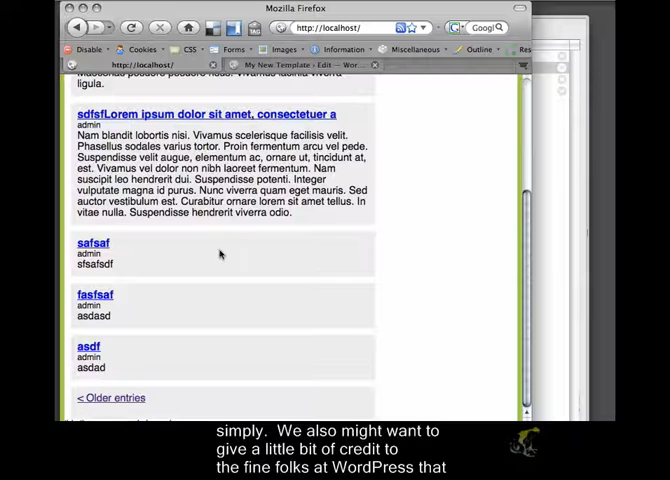 Mozilla Firefox
http://localhost/
Googl
Disable Cookies CSS Forms Images Information Miscellaneous Outline Res
http://localhost/ My New Template › Edit — Wor...
ligula.
sdfsfLorem ipsum dolor sit amet, consectetuer a
admin
Nam blandit lobortis nisi. Vivamus scelerisque facilisis velit.
Phasellus sodales varius tortor. Proin fermentum arcu vel pede.
Suspendisse velit augue, elementum ac, ornare ut, tincidunt at,
est. Vivamus vel dolor non nibh laoreet fermentum. Nam
suscipit leo hendrerit dui. Suspendisse potenti. Integer
vulputate magna id purus. Nunc viverra quam eget mauris. Sed
auctor vestibulum est. Curabitur ornare lorem sit amet tellus. In
vitae nulla. Suspendisse hendrerit viverra odio.
safsaf
admin
sfsafsdf
fasfsaf
admin
asdasd
asdf
admin
asdad
< Older entries
simply. We also might want to
give a little bit of credit to
the fine folks at WordPress that